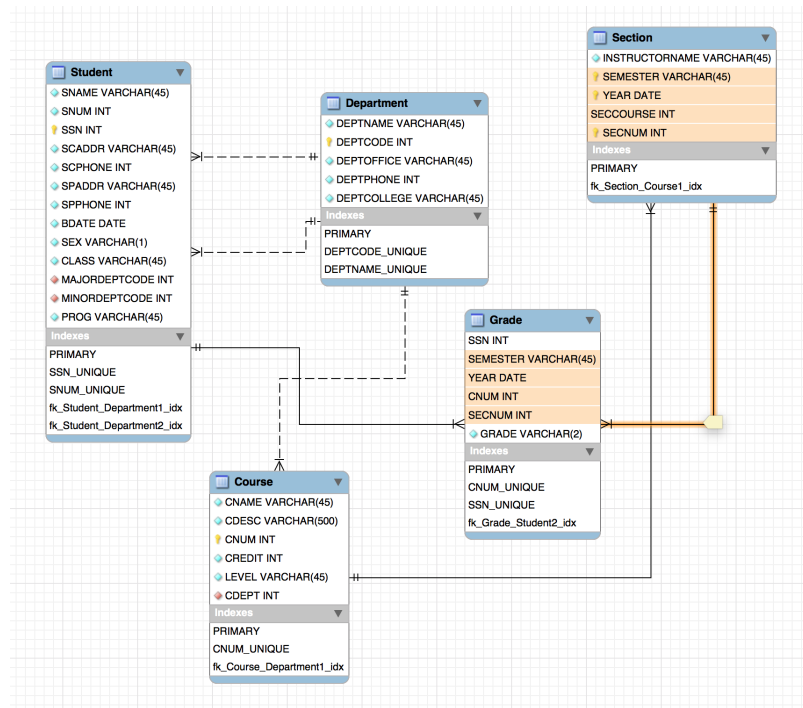 Student
SNAME VARCHAR(45)
SNUM INT
SSN INT
SCADDR VARCHAR(45)
SCPHONE INT
SPADDR VARCHAR(45)
SPPHONE INT
BDATE DATE
SEX VARCHAR(1)
CLASS VARCHAR(45)
MAJORDEPTCODE INT
MINORDEPTCODE INT
PROG VARCHAR(45)
Indexes
PRIMARY
SSN_UNIQUE
SNUM_UNIQUE
fk_Student_Department1_idx
fk_Student_Department2_idx
Department
DEPTNAME VARCHAR(45)
DEPTCODE INT
DEPTOFFICE VARCHAR(45)
DEPTPHONE INT
DEPTCOLLEGE VARCHAR(45)
Indexes
PRIMARY
DEPTCODE_UNIQUE
DEPTNAME_UNIQUE
Section
INSTRUCTORNAME VARCHAR(45)
SEMESTER VARCHAR(45)
YEAR DATE
SECCOURSE INT
SECNUM INT
Indexes
PRIMARY
fk_Section_Course1_idx
Grade
SSN INT
SEMESTER VARCHAR(45)
YEAR DATE
CNUM INT
SECNUM INT
GRADE VARCHAR(2)
Indexes
PRIMARY
CNUM_UNIQUE
SSN_UNIQUE
fk_Grade_Student2_idx
Course
CNAME VARCHAR(45)
CDESC VARCHAR(500)
CNUM INT
CREDIT INT
LEVEL VARCHAR(45)
CDEPT INT
Indexes
PRIMARY
CNUM_UNIQUE
fk_Course_Department1_idx